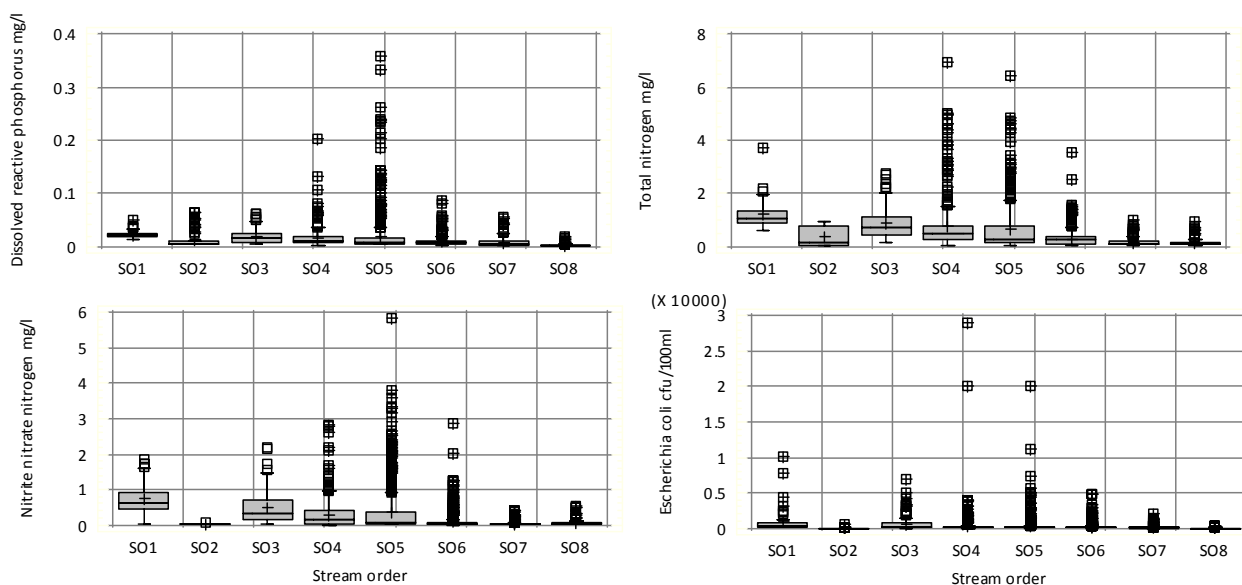 Dissolved reactive phosphorus mg/l
0.4
0.3
0.2
0.1
0
SO1 SO2 SO3 SO4 SO5 SO6 SO7 SO8
Total nitrogen mg/l
8
6
4
2
0
SO1 SO2 SO3 SO4 SO5 SO6 SO7 SO8
Nitrite nitrate nitrogen mg/l
6
5
4
3
2
1
0
SO1 SO2 SO3 SO4 SO5 SO6 SO7 SO8
Stream order
(X 10000)
Escherichia coli cfu/100ml
3
2.5
2
1.5
1
0.5
0
SO1 SO2 SO3 SO4 SO5 SO6 SO7 SO8
Stream order